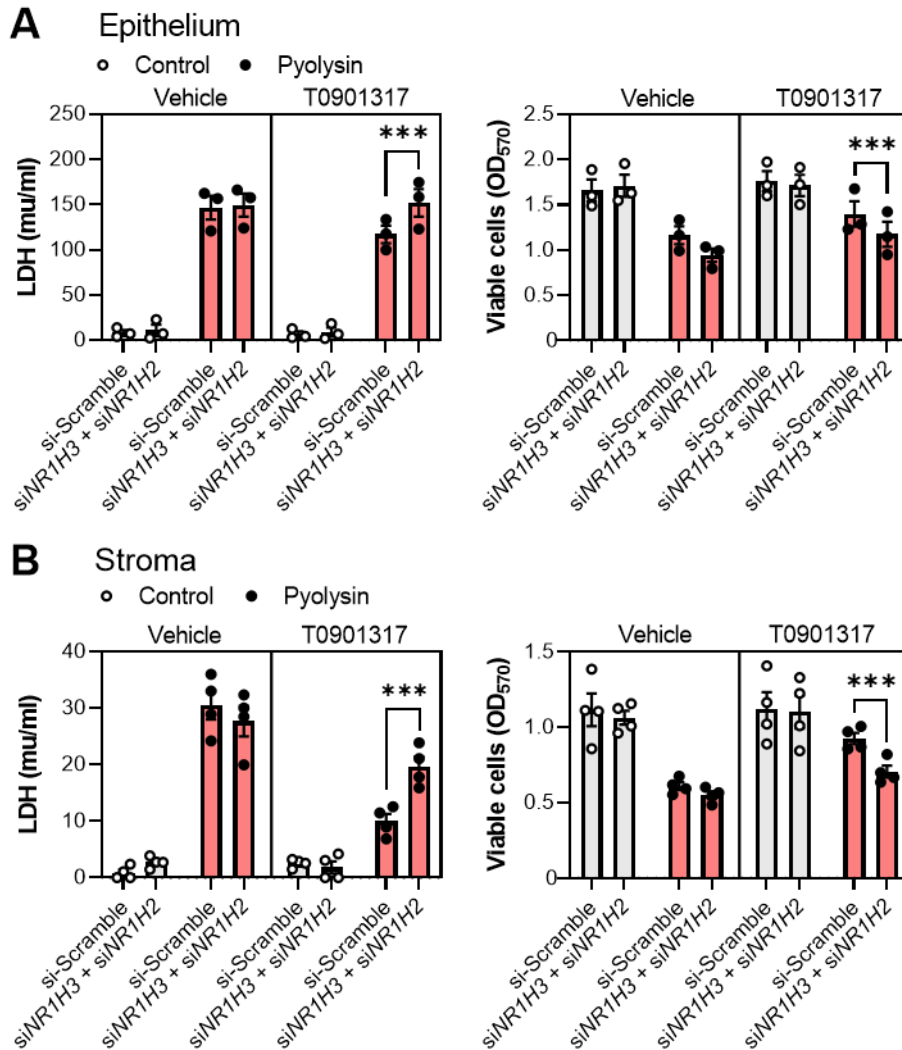 A Epithelium
Control Pyolysin
Vehicle T0901317
LDH (mu/ml)
250
200
150
100
50
0
***
si-Scramble
siNR1H3 + siNR1H2
si-Scramble
siNR1H3 + siNR1H2
si-Scramble
siNR1H3 + siNR1H2
si-Scramble
siNR1H3 + siNR1H2
Vehicle T0901317
Viable cells (OD570)
2.5
2.0
1.5
1.0
0.5
0
***
si-Scramble
siNR1H3 + siNR1H2
si-Scramble
siNR1H3 + siNR1H2
si-Scramble
siNR1H3 + siNR1H2
si-Scramble
siNR1H3 + siNR1H2
B Stroma
Control Pyolysin
Vehicle T0901317
LDH (mu/ml)
40
30
20
10
0
***
si-Scramble
siNR1H3 + siNR1H2
si-Scramble
siNR1H3 + siNR1H2
si-Scramble
siNR1H3 + siNR1H2
si-Scramble
siNR1H3 + siNR1H2
Vehicle T0901317
Viable cells (OD570)
1.5
1.0
0.5
0
***
si-Scramble
siNR1H3 + siNR1H2
si-Scramble
siNR1H3 + siNR1H2
si-Scramble
siNR1H3 + siNR1H2
si-Scramble
siNR1H3 + siNR1H2